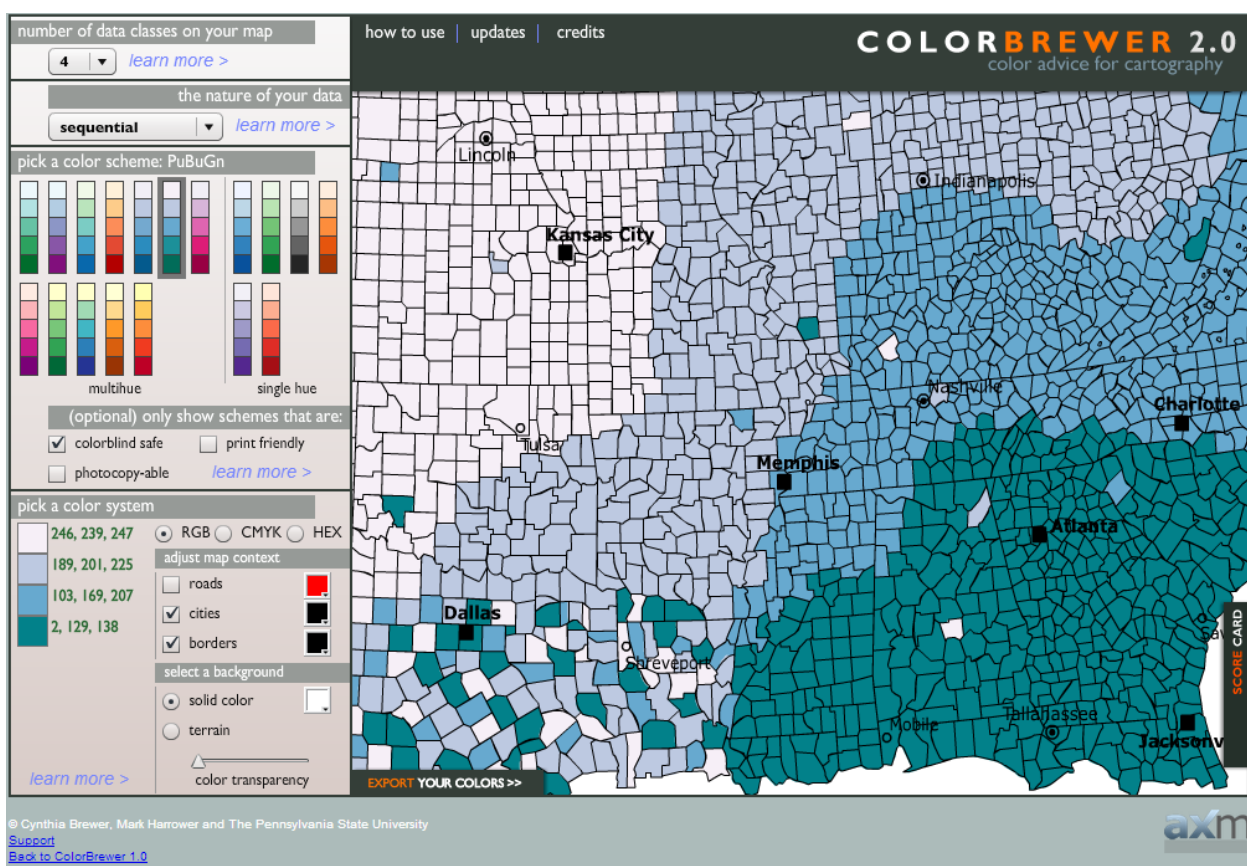 number of data classes on your map
4
learn more >
the nature of your data
sequential
learn more >
pick a color scheme: PuBuGn
multihue
single hue
(optional) only show schemes that are:
colorblind safe
print friendly
photocopy-able
learn more >
pick a color system
246, 239, 247
189, 201, 225
103, 169, 207
2, 129, 138
RGB CMYK HEX
adjust map context
roads
cities
borders
select a background
solid color
terrain
color transparency
learn more >
how to use | updates | credits
COLORBREWER 2.0
color advice for cartography
Lincoln
Indianapolis
Kansas City
Nashville
Charlotte
Tulsa
Memphis
Atlanta
Dallas
Shreveport
Sav
Mobile
Tallahassee
Jacksonv
SCORE CARD
EXPORT YOUR COLORS >>
© Cynthia Brewer, Mark Harrower and The Pennsylvania State University
Support
Back to ColorBrewer 1.0
axm